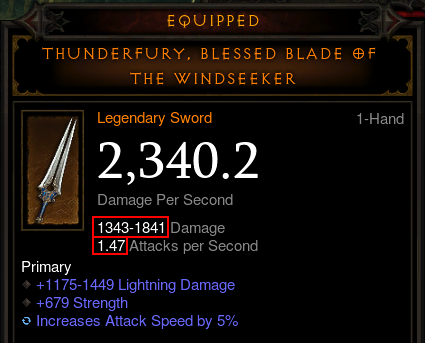 EQUIPPED
THUNDERFURY, BLESSED BLADE OF
THE WINDSEEKER
Legendary Sword
1-Hand
2,340.2
Damage Per Second
1343-1841 Damage
1.47 Attacks per Second
Primary
+1175-1449 Lightning Damage
+679 Strength
Increases Attack Speed by 5%